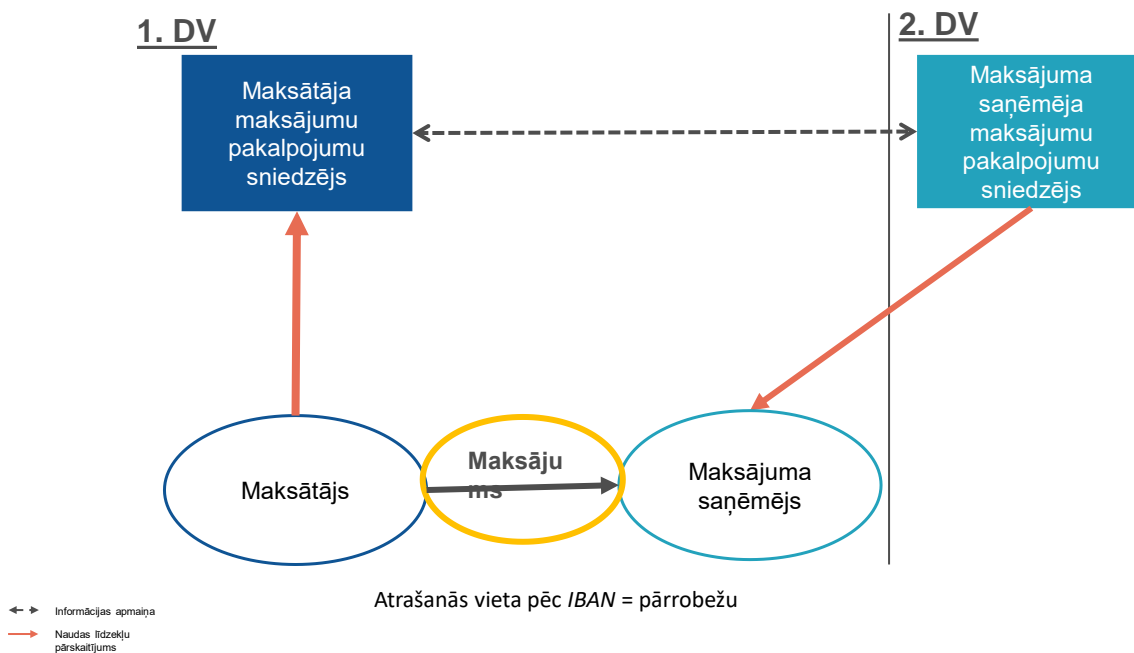 1. DV
2. DV
Maksātāja
maksājumu
pakalpojumu
sniedzējs
Maksājuma
saņēmēja
maksājumu
pakalpojumu
sniedzējs
Maksātājs
Maksāju
ms
Maksājuma
saņēmējs
Atrašanās vieta pēc IBAN = pārrobežu
Informācijas apmaiņa
Naudas līdzekļu
pārskaitījums